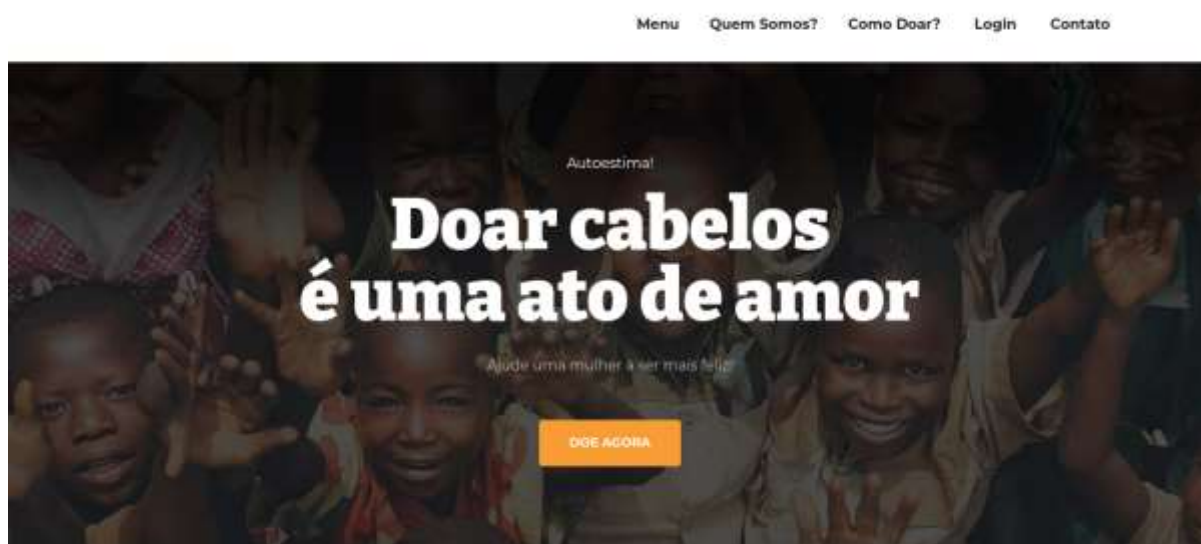 Menu Quem Somos? Como Doar? Login Contato
Autoestima!
Doar cabelos
é uma ato de amor
Ajude uma mulher a ser mais feliz!
DOE AGORA